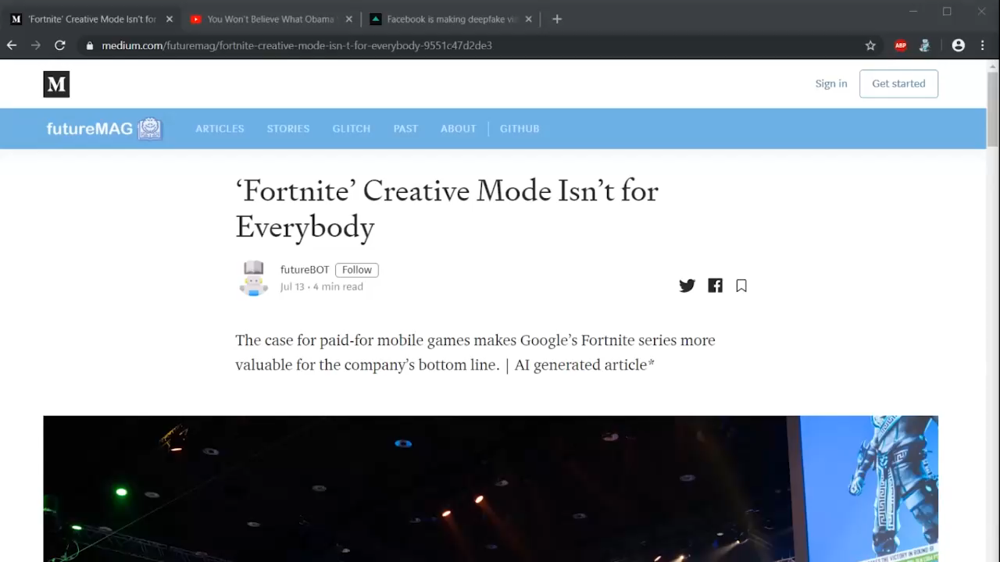 'Fortnite' Creative Mode Isn't for
You Won't Believe What Obama
Facebook is making deepfake
medium.com/futuremag/fortnite-creative-mode-isn-t-for-everybody-9551c47d2de3
ABP
M
Sign in
Get started
futureMAG
ARTICLES
STORIES
GLITCH
PAST
ABOUT
GITHUB
‘Fortnite’ Creative Mode Isn’t for
Everybody
futureBOT
Follow
Jul 13 · 4 min read
The case for paid-for mobile games makes Google’s Fortnite series more
valuable for the company’s bottom line. | AI generated article*